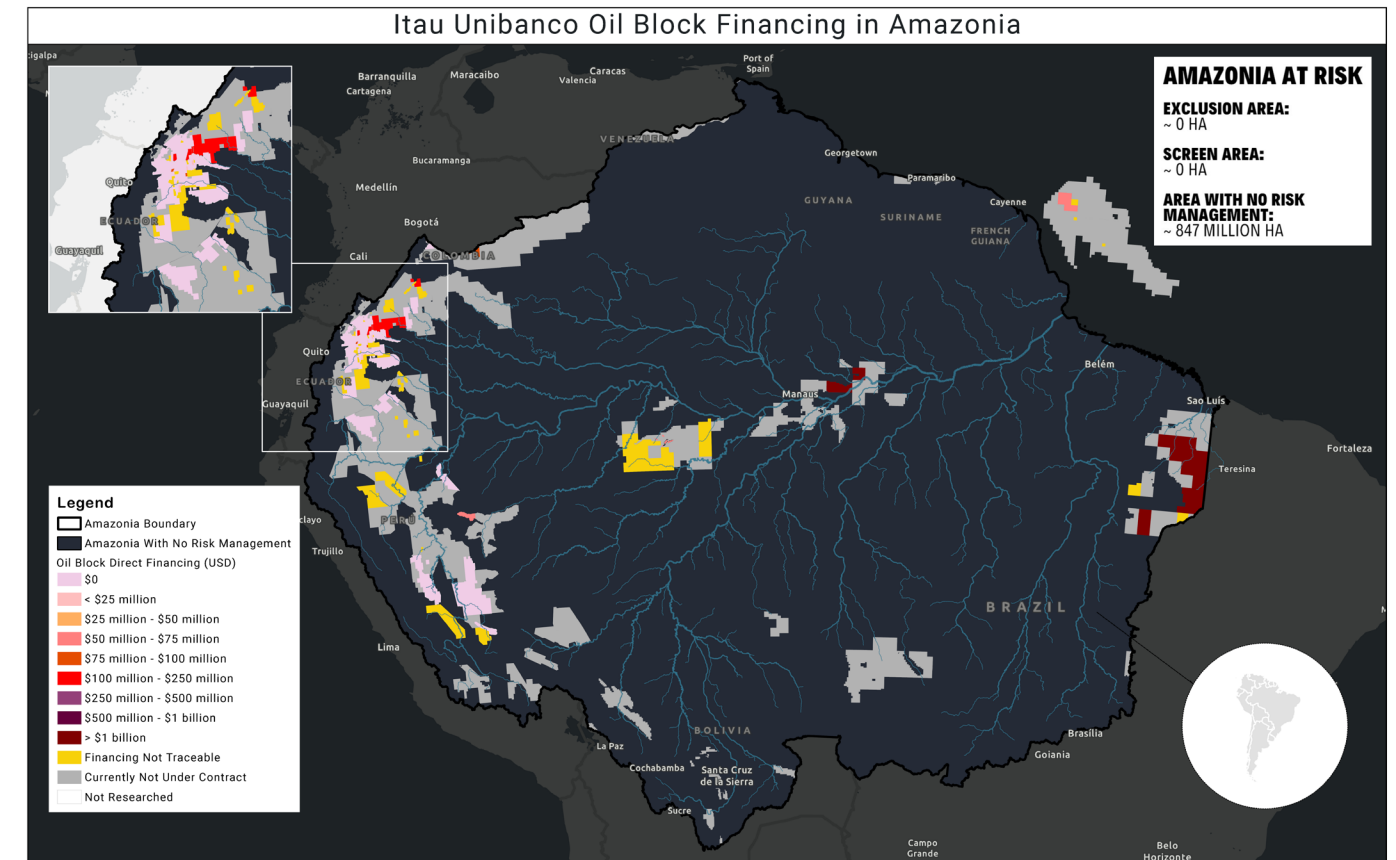 Itau Unibanco Oil Block Financing in Amazonia
cigalpa
Barranquilla
Cartagena
Maracaibo
Valencia
Caracas
Port of
Spain
VENEZUELA
Bucaramanga
Medellín
Bogotá
Cali
COLOMBIA
Georgetown
Paramaribo
GUYANA
SURINAME
Cayenne
FRENCH
GUIANA
Quito
ECUADOR
Guayaquil
AMAZONIA AT RISK
EXCLUSION AREA:
~ 0 HA
SCREEN AREA:
~ 0 HA
AREA WITH NO RISK
MANAGEMENT:
~ 847 MILLION HA
Quito
ECUADOR
Guayaquil
Manaus
Belém
Sao Luís
Teresina
Fortaleza
clayo
Trujillo
PERU
Lima
BRAZIL
BOLIVIA
La Paz
Cochabamba
Santa Cruz
de la Sierra
Sucre
Brasília
Goiania
Campo
Grande
Belo
Horizonte
Legend
Amazonia Boundary
Amazonia With No Risk Management
Oil Block Direct Financing (USD)
$0
< $25 million
$25 million - $50 million
$50 million - $75 million
$75 million - $100 million
$100 million - $250 million
$250 million - $500 million
$500 million - $1 billion
> $1 billion
Financing Not Traceable
Currently Not Under Contract
Not Researched